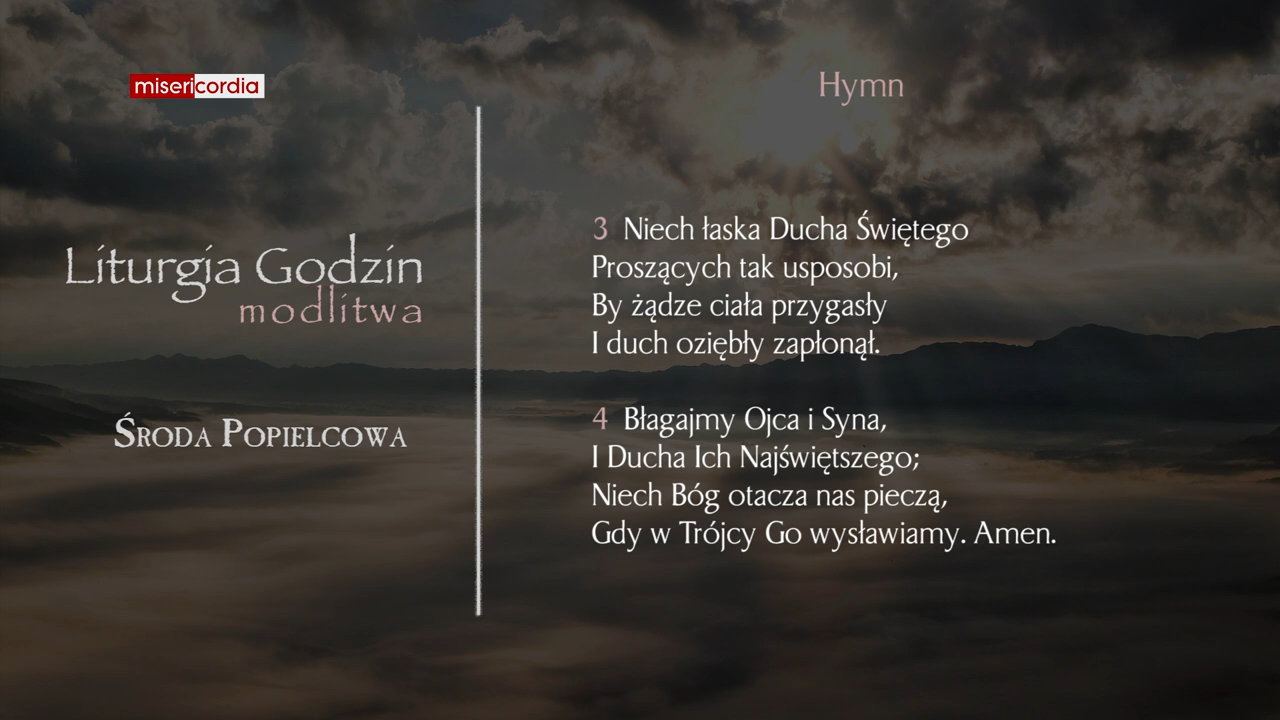 misericordia
Liturgia Godzin
modlitwa
Środa Popielcowa
Hymn
3 Niech łaska Ducha Świętego
Proszących tak usposobi,
By żądze ciała przygasły
I duch oziębły zapłonął.
4 Błagajmy Ojca i Syna,
I Ducha Ich Najświętszego;
Niech Bóg otacza nas pieczą,
Gdy w Trójcy Go wysławiamy. Amen.